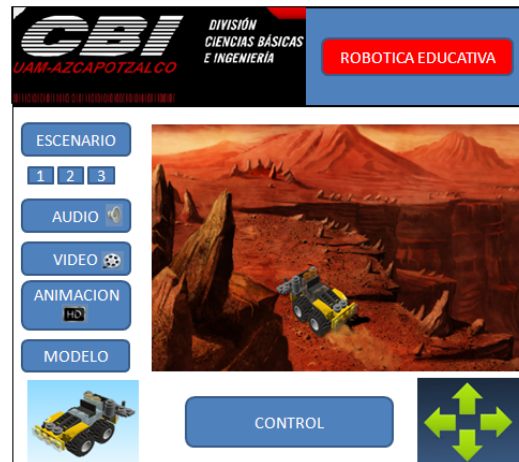 CBI
UAM-AZCAPOTZALCO
DIVISIÓN
CIENCIAS BÁSICAS
E INGENIERÍA
ROBOTICA EDUCATIVA
ESCENARIO
1 2 3
AUDIO
VIDEO
ANIMACION
HD
MODELO
CONTROL